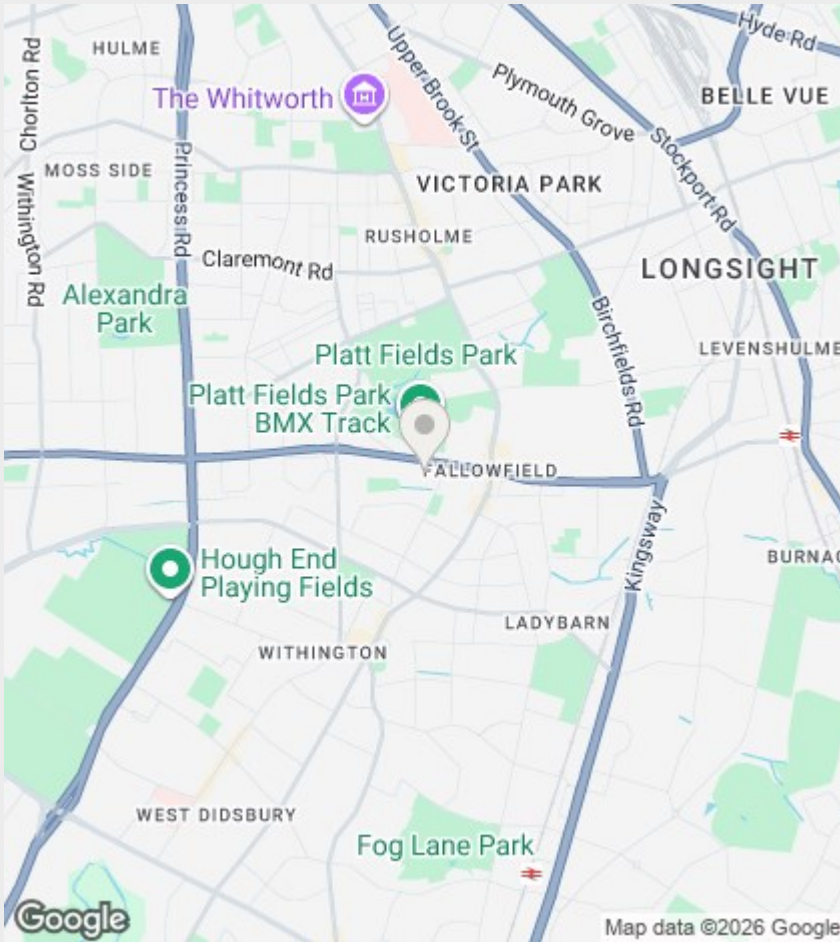 Hyde Rd
HULME
Chorlton Rd
Upper Brook St
Plymouth Grove
The Whitworth
BELLE VUE
Stockport Rd
MOSS SIDE
Princess Rd
VICTORIA PARK
Withington Rd
RUSHOLME
Claremont Rd
LONGSIGHT
Alexandra
Park
Birchfields Rd
Platt Fields Park
LEVENSHULME
Platt Fields Park
BMX Track
FALLOWFIELD
Kingsway
Hough End
Playing Fields
BURNAG
LADYBARN
WITHINGTON
WEST DIDSBURY
Fog Lane Park
Google
Map data ©2026 Google